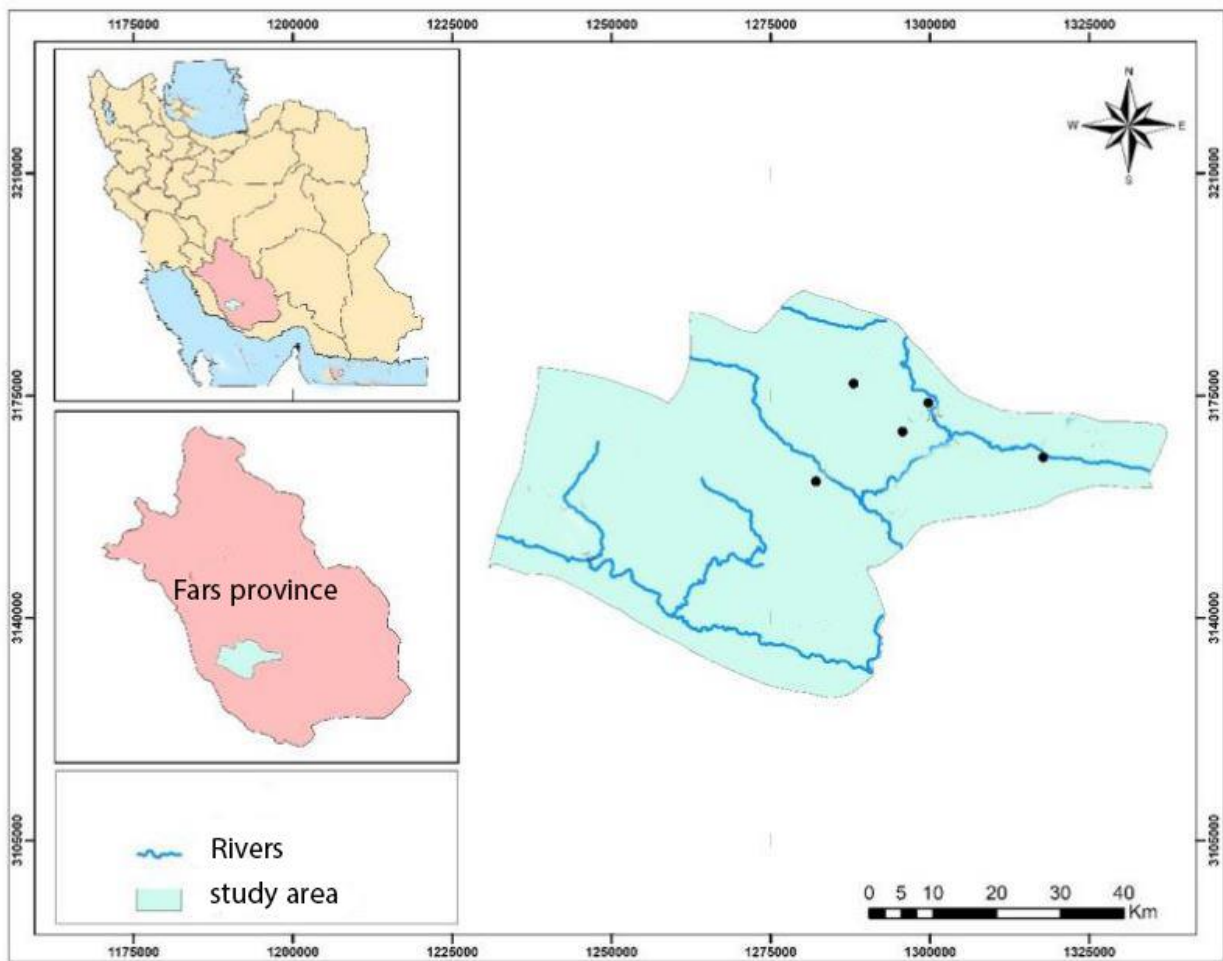 1175000 1200000 1225000 1250000 1275000 1300000 1325000
3210000 3210000
3175000 3175000
3140000 3140000
3105000 3105000
N
W E
S
Fars province
Rivers
study area
0 5 10 20 30 40
Km
1175000 1200000 1225000 1250000 1275000 1300000 1325000